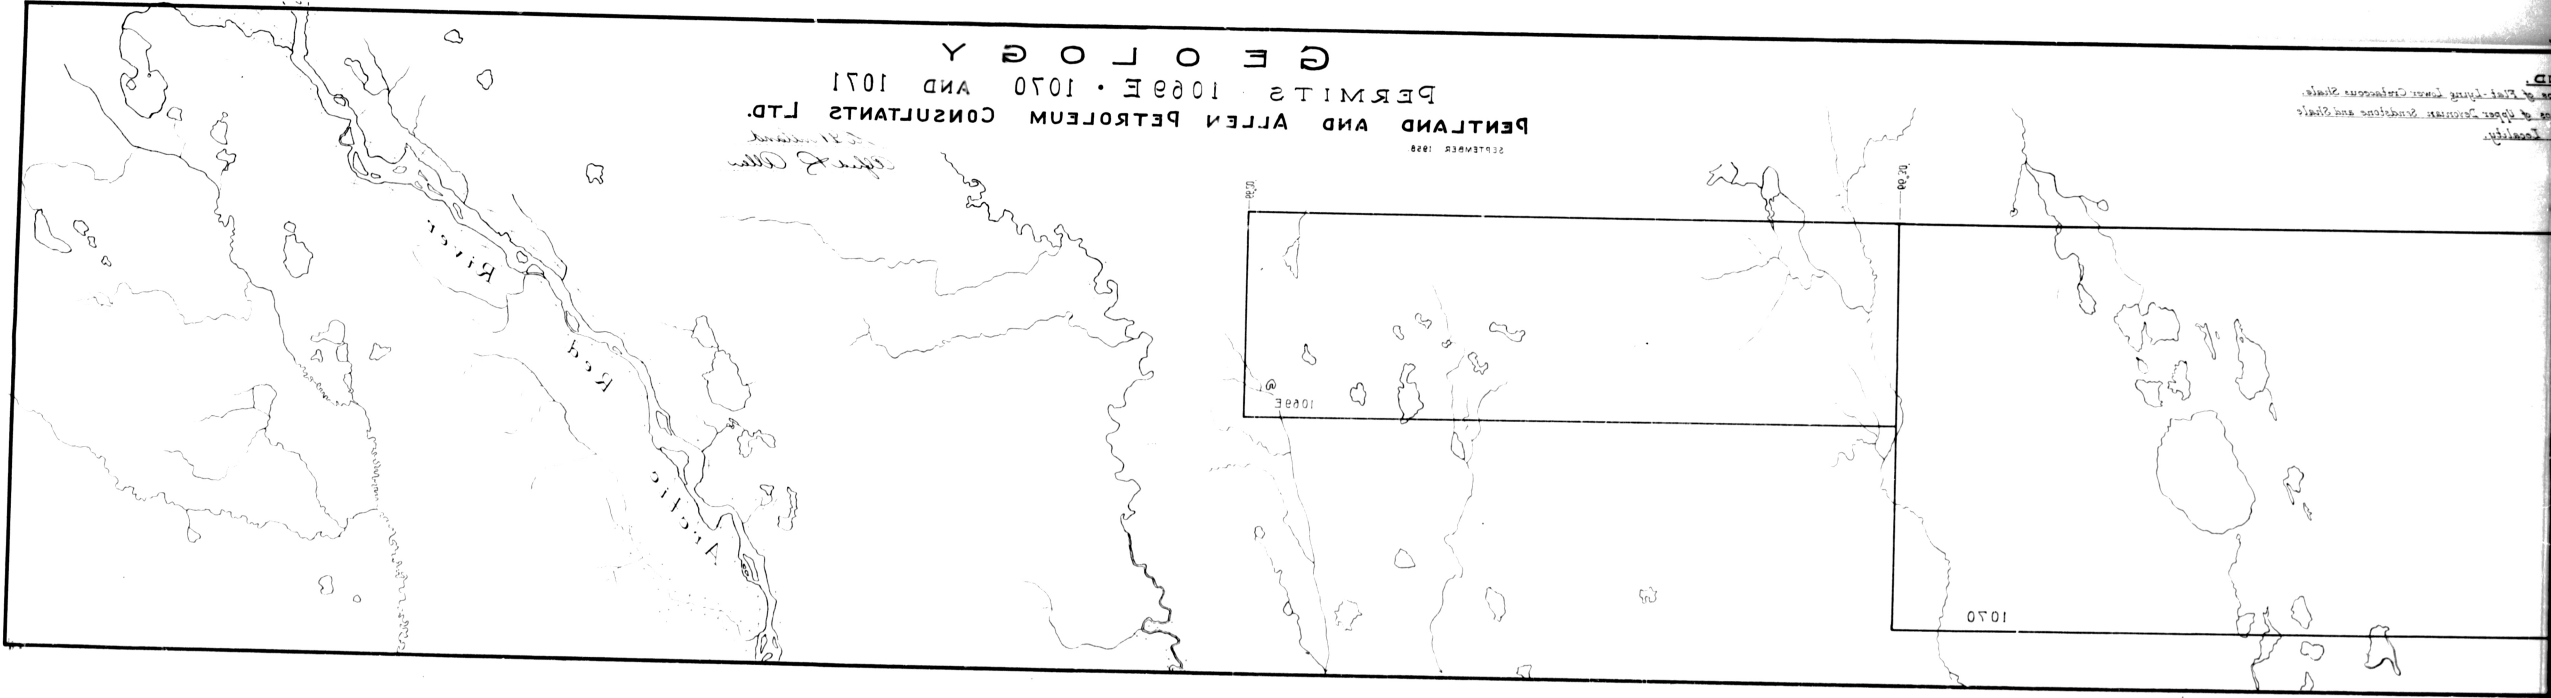 GEOLOGY
PERMITS 1069E · 1070 AND 1071
PENTLAND AND ALLEN PETROLEUM CONSULTANTS LTD.
SEPTEMBER 1958
of Flat-Lying Lower Cretaceous Shale.
of Upper Devonian Sandstone and Shale
Locality.
1069E
1070
Arctic Red River